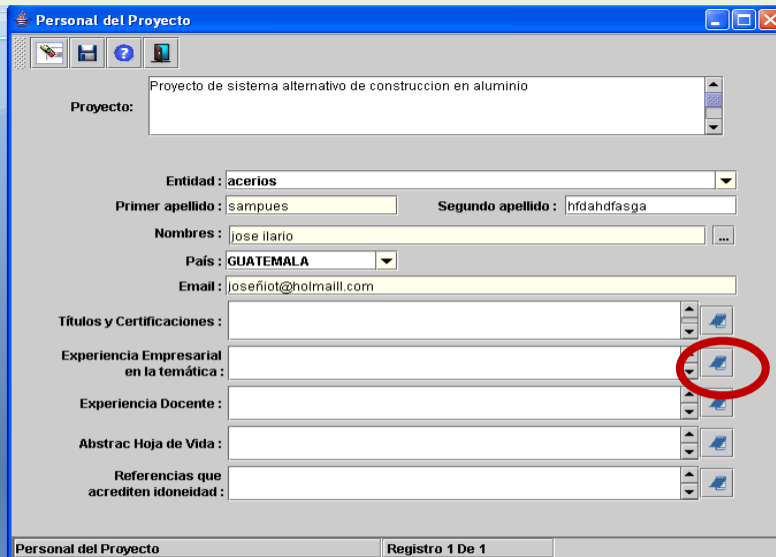 Personal del Proyecto
Proyecto:
Proyecto de sistema alternativo de construccion en aluminio
Entidad : acerios
Primer apellido : sampues
Segundo apellido : hfdahdfasga
Nombres : jose ilario
...
País : GUATEMALA
Email : joseñiot@holmaill.com
Títulos y Certificaciones :
Experiencia Empresarial
en la temática :
Experiencia Docente :
Abstrac Hoja de Vida :
Referencias que
acrediten idoneidad :
Personal del Proyecto
Registro 1 De 1